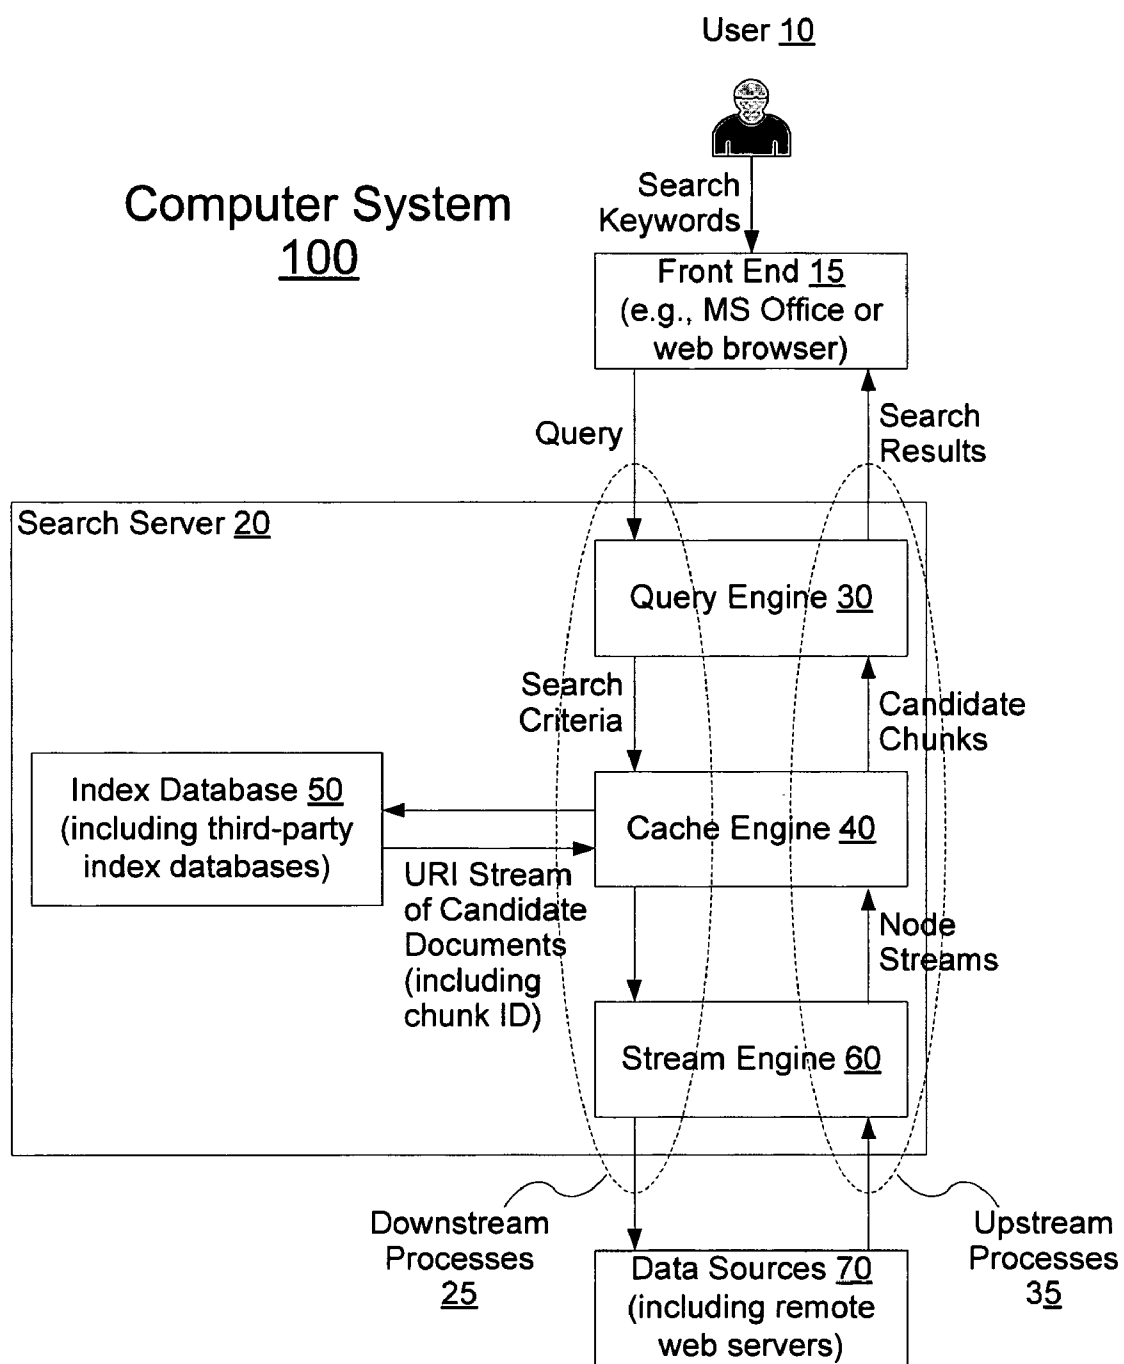 User 10
Search
Keywords
Computer System
100
Front End 15
(e.g., MS Office or
web browser)
Query
Search
Results
Search Server 20
Query Engine 30
Search
Criteria
Candidate
Chunks
Index Database 50
(including third-party
index databases)
Cache Engine 40
URI Stream
of Candidate
Documents
(including
chunk ID)
Node
Streams
Stream Engine 60
Downstream
Processes
25
Upstream
Processes
35
Data Sources 70
(including remote
web servers)